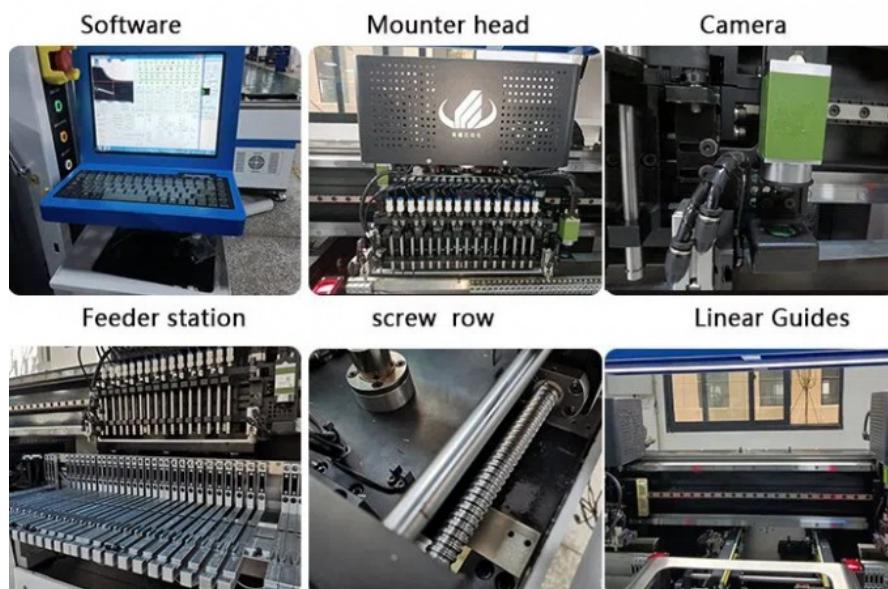 Software
Mounter head
Camera
Feeder station
screw row
Linear Guides